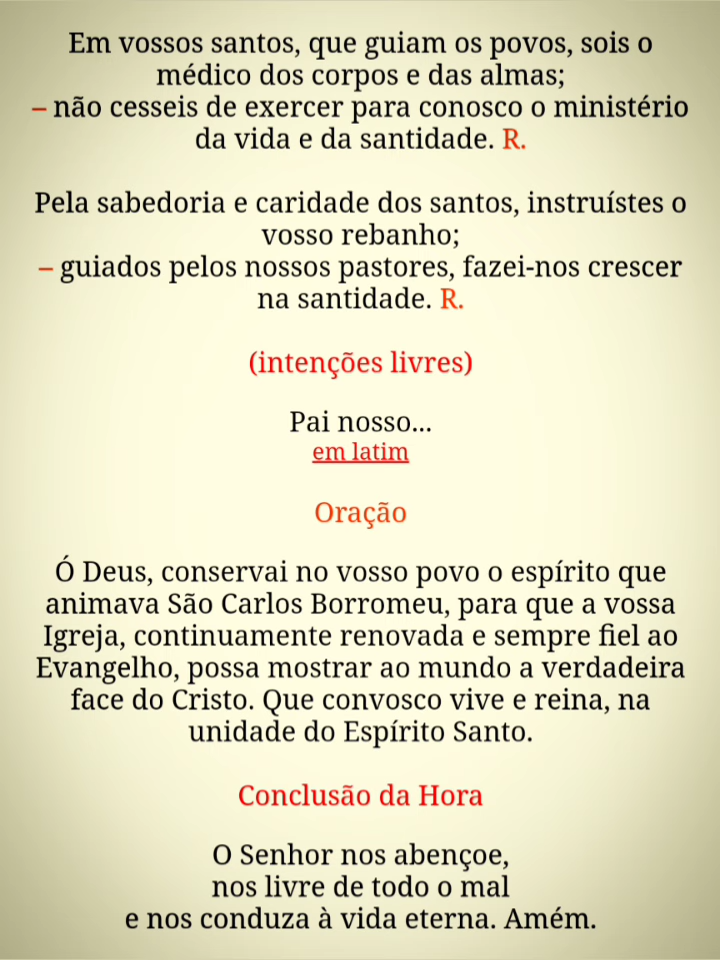 Em vossos santos, que guiam os povos, sois o
médico dos corpos e das almas;
– não cesseis de exercer para conosco o ministério
da vida e da santidade. R.
Pela sabedoria e caridade dos santos, instruístes o
vosso rebanho;
– guiados pelos nossos pastores, fazei-nos crescer
na santidade. R.
(intenções livres)
Pai nosso...
em latim
Oração
Ó Deus, conservai no vosso povo o espírito que
animava São Carlos Borromeu, para que a vossa
Igreja, continuamente renovada e sempre fiel ao
Evangelho, possa mostrar ao mundo a verdadeira
face do Cristo. Que convosco vive e reina, na
unidade do Espírito Santo.
Conclusão da Hora
O Senhor nos abençoe,
nos livre de todo o mal
e nos conduza à vida eterna. Amém.